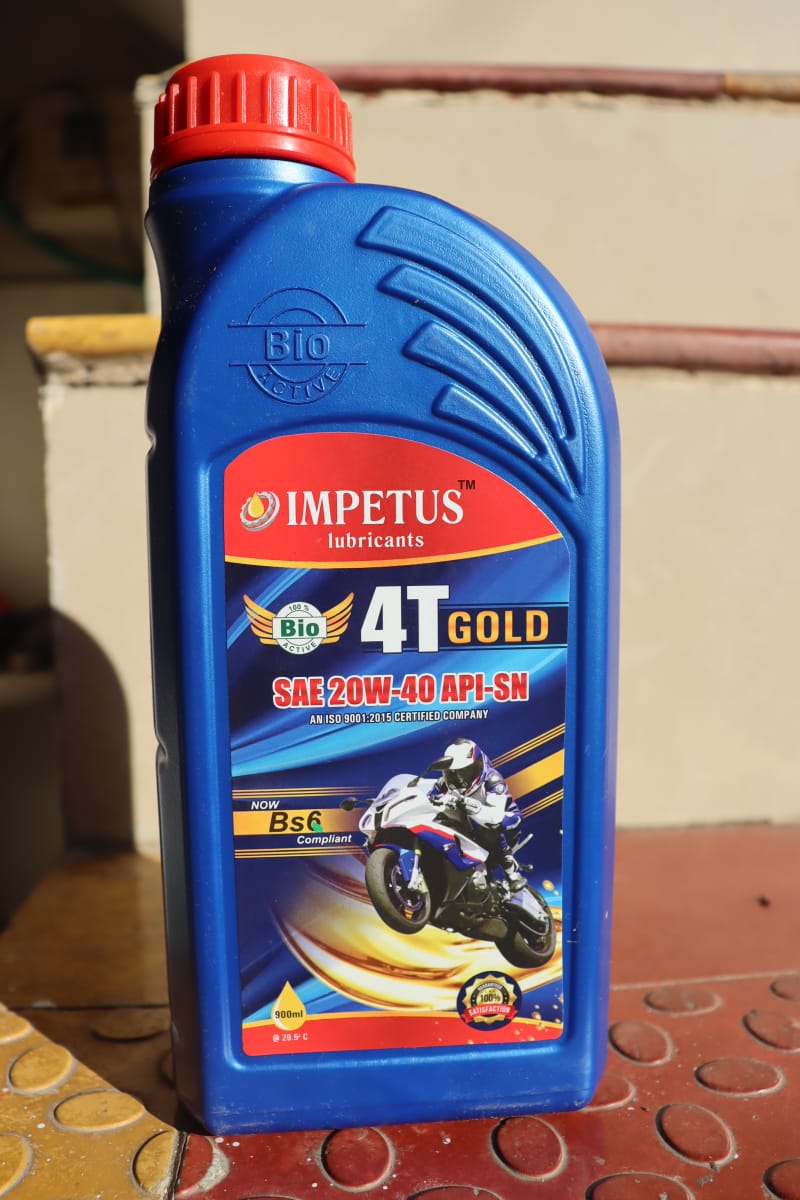 Bio
ACTIVE
IMPETUS™
lubricants
100 %
Bio
ACTIVE
4T GOLD
SAE 20W-40 API-SN
AN ISO 9001:2015 CERTIFIED COMPANY
NOW
Bs6
Compliant
GUARANTEED
100%
SATISFACTION
900ml
@ 29.5° C